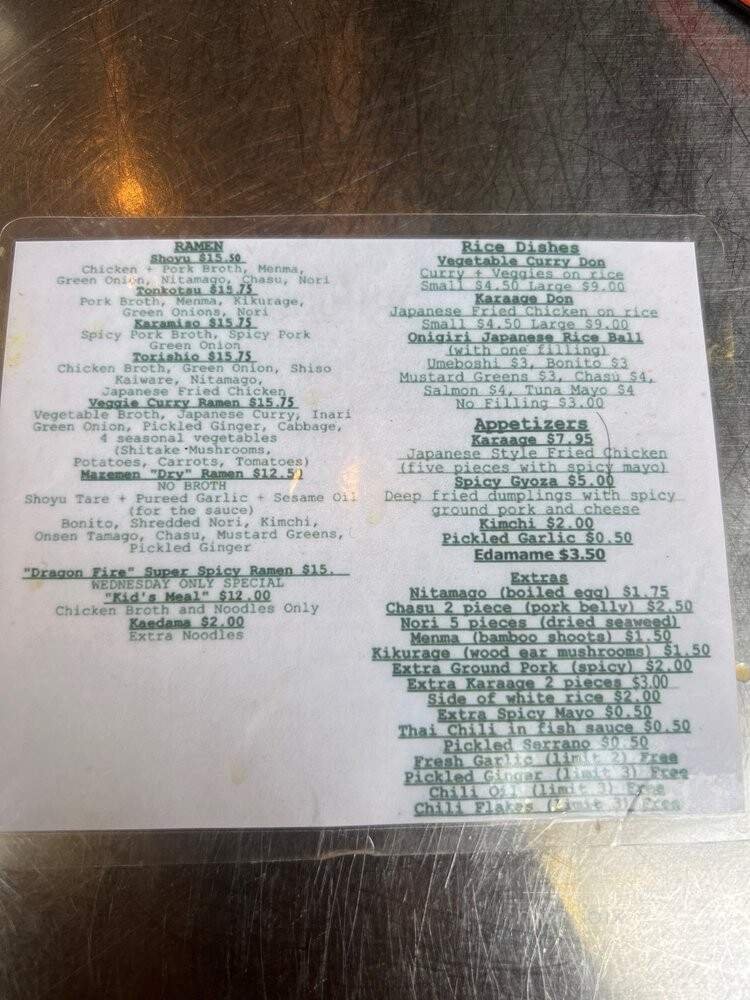 RAMEN
Shoyu $15.50
Chicken + Pork Broth, Menma,
Green Onion, Nitamago, Chasu, Nori
Tonkotsu $15.75
Pork Broth, Menma, Kikurage,
Green Onions, Nori
Karamiso $15.75
Spicy Pork Broth, Spicy Pork
Green Onion
Torishio $15.75
Chicken Broth, Green Onion, Shiso
Kaiware, Nitamago,
Japanese Fried Chicken
Veggie Curry Ramen $15.75
Vegetable Broth, Japanese Curry, Inari
Green Onion, Pickled Ginger, Cabbage,
4 seasonal vegetables
(Shitake Mushrooms,
Potatoes, Carrots, Tomatoes)
Mazemen "Dry" Ramen $12.50
NO BROTH
Shoyu Tare + Pureed Garlic + Sesame Oil
(for the sauce)
Bonito, Shredded Nori, Kimchi,
Onsen Tamago, Chasu, Mustard Greens,
Pickled Ginger
"Dragon Fire" Super Spicy Ramen $15.
WEDNESDAY ONLY SPECIAL
"Kid's Meal" $12.00
Chicken Broth and Noodles Only
Kaedama $2.00
Extra Noodles
Rice Dishes
Vegetable Curry Don
Curry + Veggies on rice
Small $4.50 Large $9.00
Karaage Don
Japanese Fried Chicken on rice
Small $4.50 Large $9.00
Onigiri Japanese Rice Ball
(with one filling)
Umeboshi $3, Bonito $3
Mustard Greens $3, Chasu $4,
Salmon $4, Tuna Mayo $4
No Filling $3.00
Appetizers
Karaage $7.95
Japanese Style Fried Chicken
(five pieces with spicy mayo)
Spicy Gyoza $5.00
Deep fried dumplings with spicy
ground pork and cheese
Kimchi $2.00
Pickled Garlic $0.50
Edamame $3.50
Extras
Nitamago (boiled egg) $1.75
Chasu 2 piece (pork belly) $2.50
Nori 5 pieces (dried seaweed)
Menma (bamboo shoots) $1.50
Kikurage (wood ear mushrooms) $1.50
Extra Ground Pork (spicy) $2.00
Extra Karaage 2 pieces $3.00
Side of white rice $2.00
Extra Spicy Mayo $0.50
Thai Chili in fish sauce $0.50
Pickled Serrano $0.50
Fresh Garlic (limit 2) Free
Pickled Ginger (limit 3) Free
Chili Oil (limit 3) Free
Chili Flakes (limit 3) Free